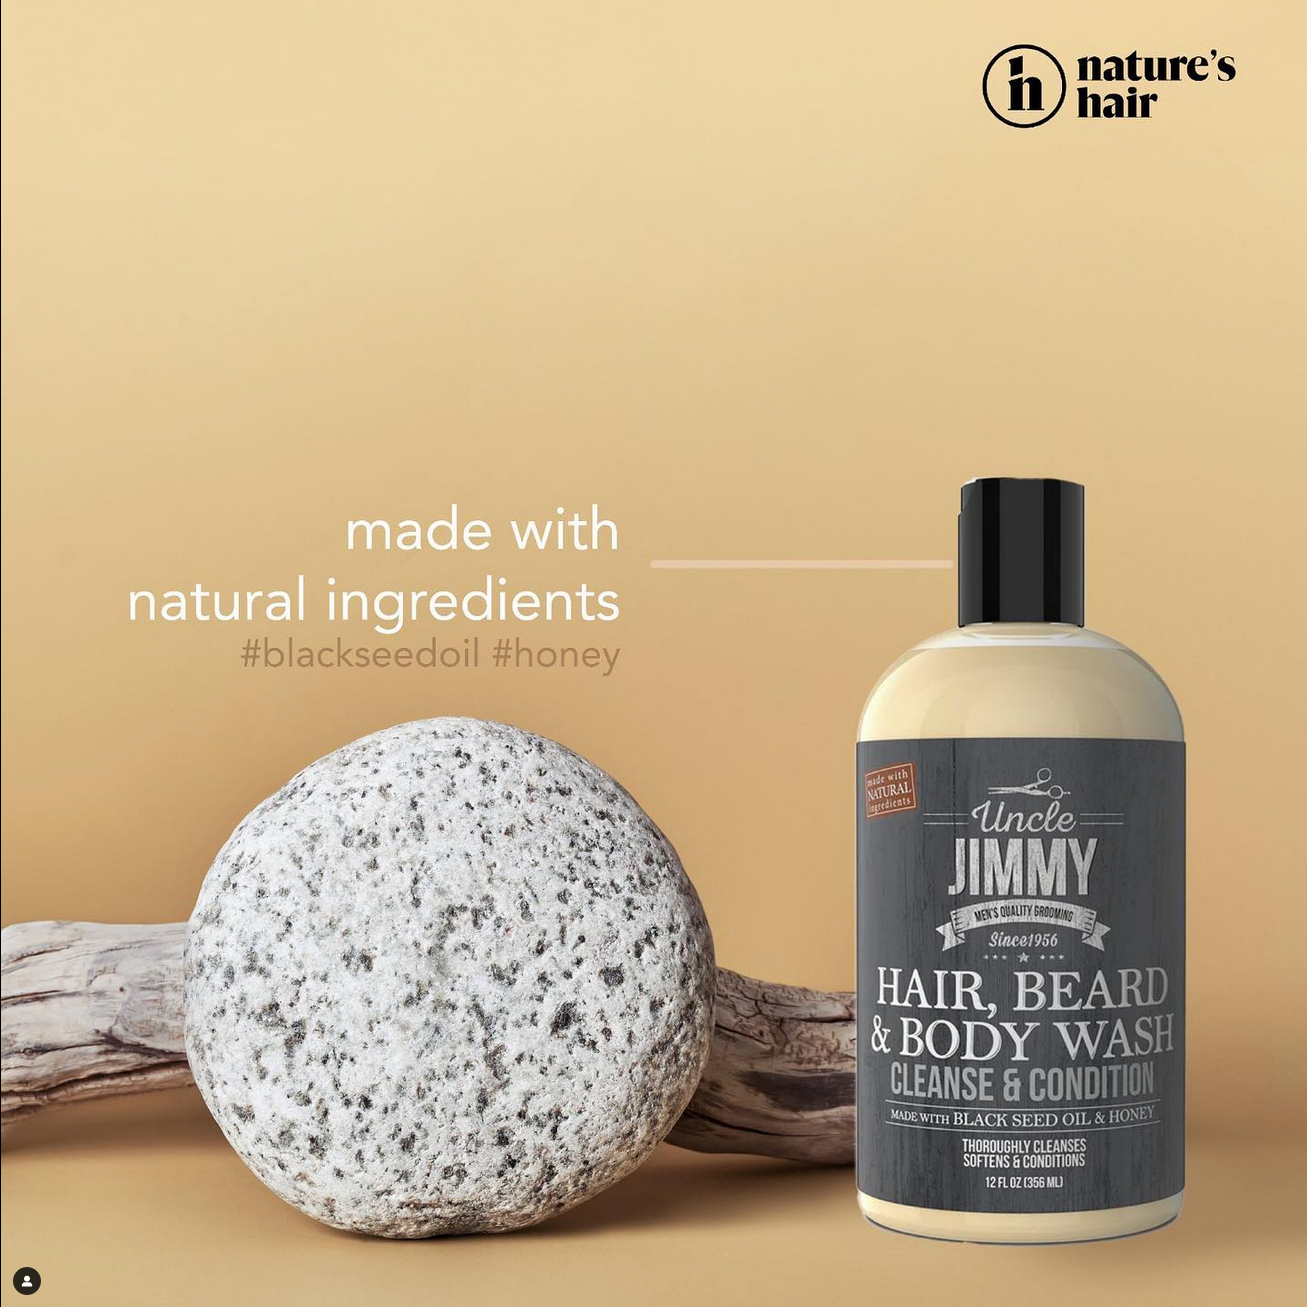 nature's
hair
made with
natural ingredients
#blackseedoil #honey
made with
NATURAL
ingredients
Uncle
JIMMY
MEN'S QUALITY GROOMING
Since1956
HAIR, BEARD
& BODY WASH
CLEANSE & CONDITION
MADE WITH BLACK SEED OIL & HONEY
THOROUGHLY CLEANSES
SOFTENS & CONDITIONS
12 FL OZ (356 ML)